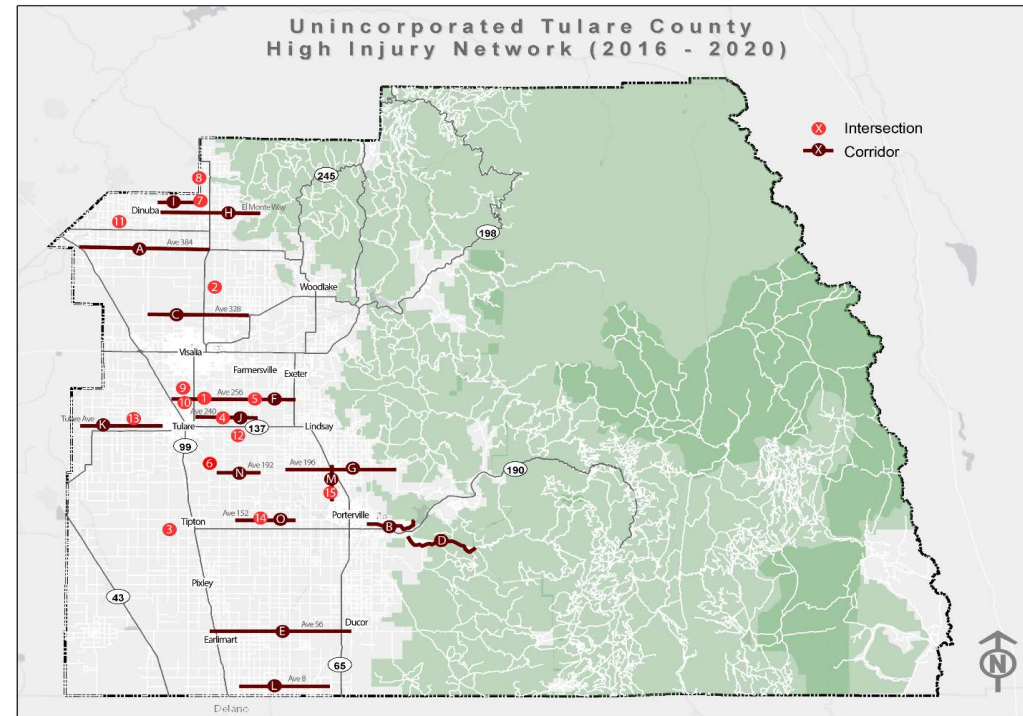 Unincorporated Tulare County
High Injury Network (2016 - 2020)
X Intersection
X Corridor
8
245
I 7
Dinuba
El Monte Way
H
11
198
Ave 384
A
2
Woodlake
Ave 328
C
Visalia
Farmersville
Exeter
9
Ave 256
10 1 5 F
Ave 240
13
4 J
Tulare Ave
K
Tulare
137
Lindsay
12
99
6
Ave 196
G
190
N
Ave 192
M
15
Ave 152
14 O
Porterville
Tipton
3
B
D
Pixley
43
Ducor
Ave 56
E
Earlimart
65
Ave 8
L
Delano
N